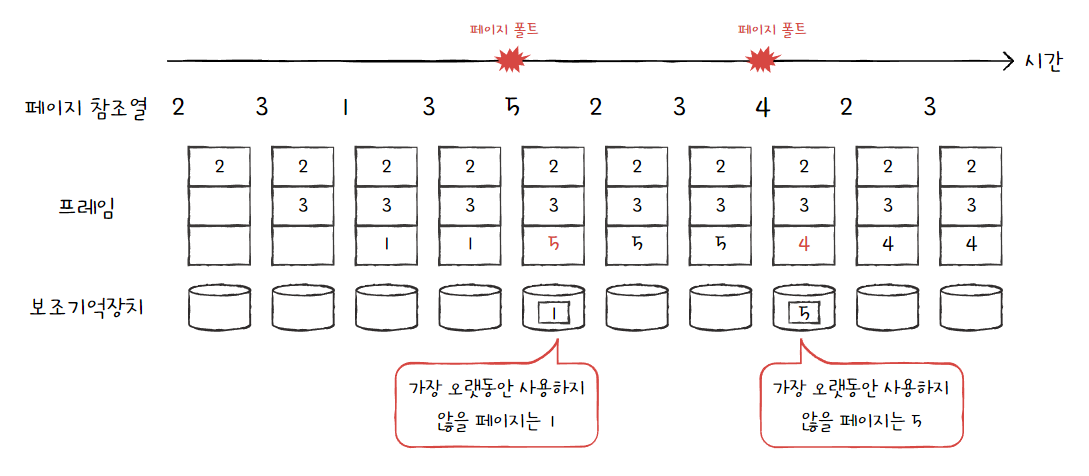 페이지 폴트 페이지 폴트
시간
페이지 참조열 2 3 1 3 5 2 3 4 2 3
2 2 2 2 2 2 2 2 2 2
프레임 3 3 3 3 3 3 3 3 3
1 1 5 5 5 4 4 4
보조기억장치 1 5
가장 오랫동안 사용하지
않을 페이지는 1
가장 오랫동안 사용하지
않을 페이지는 5